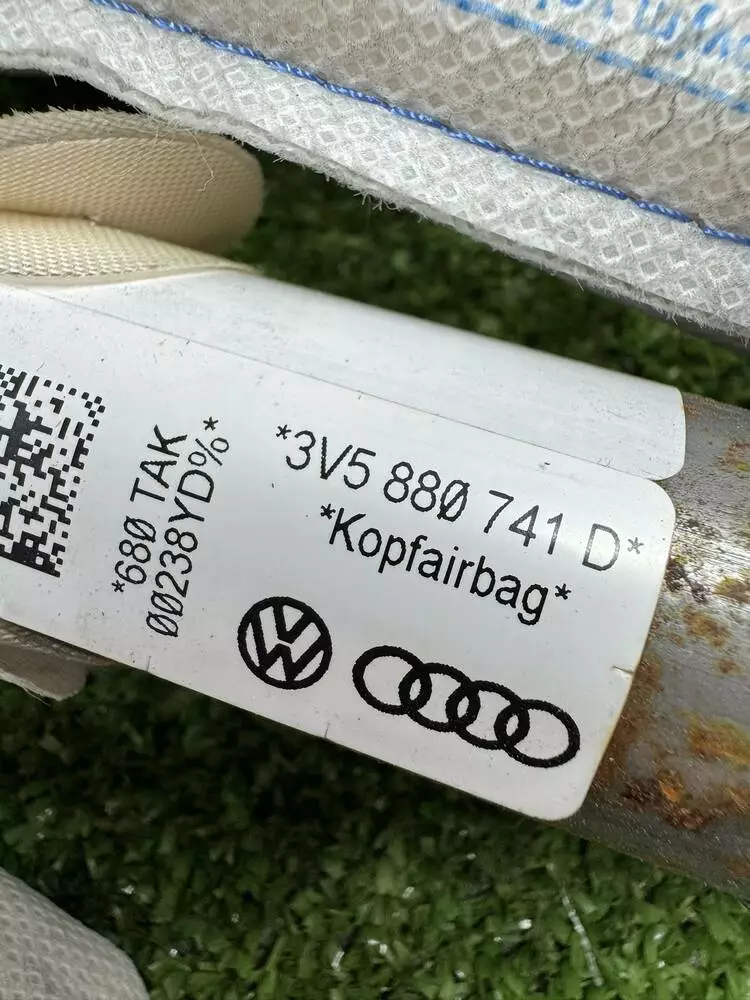 *680 TAK
00238YD%*
*3V5 880 741 D*
*Kopfairbag*